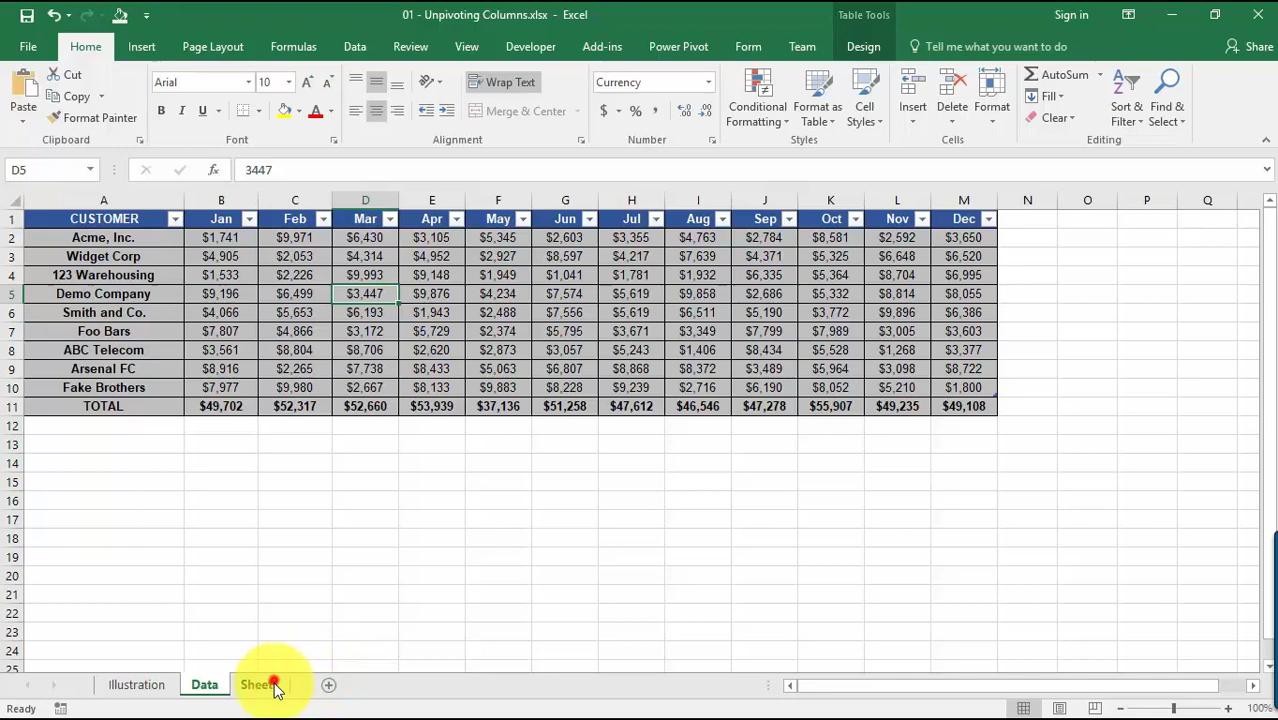 01 - Unpivoting Columns.xlsx - Excel
Table Tools
Sign in
File Home Insert Page Layout Formulas Data Review View Developer Add-ins Power Pivot Form Team Design Tell me what you want to do Share
Paste
Cut
Copy
Format Painter
Clipboard
Arial 10
B I U
Font
Wrap Text
Merge & Center
Alignment
Currency
$ % ,
Number
Conditional Formatting
Format as Table
Cell Styles
Styles
Insert Delete Format
Cells
AutoSum
Fill
Clear
Sort & Filter
Find & Select
Editing
D5 fx 3447
A B C D E F G H I J K L M N O P Q
1 CUSTOMER Jan Feb Mar Apr May Jun Jul Aug Sep Oct Nov Dec
2 Acme, Inc. $1,741 $9,971 $6,430 $3,105 $5,345 $2,603 $3,355 $4,763 $2,784 $8,581 $2,592 $3,650
3 Widget Corp $4,905 $2,053 $4,314 $4,952 $2,927 $8,597 $4,217 $7,639 $4,371 $5,325 $6,648 $6,520
4 123 Warehousing $1,533 $2,226 $9,993 $9,148 $1,949 $1,041 $1,781 $1,932 $6,335 $5,364 $8,704 $6,995
5 Demo Company $9,196 $6,499 $3,447 $9,876 $4,234 $7,574 $5,619 $9,858 $2,686 $5,332 $8,814 $8,055
6 Smith and Co. $4,066 $5,653 $6,193 $1,943 $2,488 $7,556 $5,619 $6,511 $5,190 $3,772 $9,896 $6,386
7 Foo Bars $7,807 $4,866 $3,172 $5,729 $2,374 $5,795 $3,671 $3,349 $7,799 $7,989 $3,005 $3,603
8 ABC Telecom $3,561 $8,804 $8,706 $2,620 $2,873 $3,057 $5,243 $1,406 $8,434 $5,528 $1,268 $3,377
9 Arsenal FC $8,916 $2,265 $7,738 $8,433 $5,063 $6,807 $8,868 $8,372 $3,489 $5,964 $3,098 $8,722
10 Fake Brothers $7,977 $9,980 $2,667 $8,133 $9,883 $8,228 $9,239 $2,716 $6,190 $8,052 $5,210 $1,800
11 TOTAL $49,702 $52,317 $52,660 $53,939 $37,136 $51,258 $47,612 $46,546 $47,278 $55,907 $49,235 $49,108
12
13
14
15
16
17
18
19
20
21
22
23
24
25
Illustration Data
Ready 100%